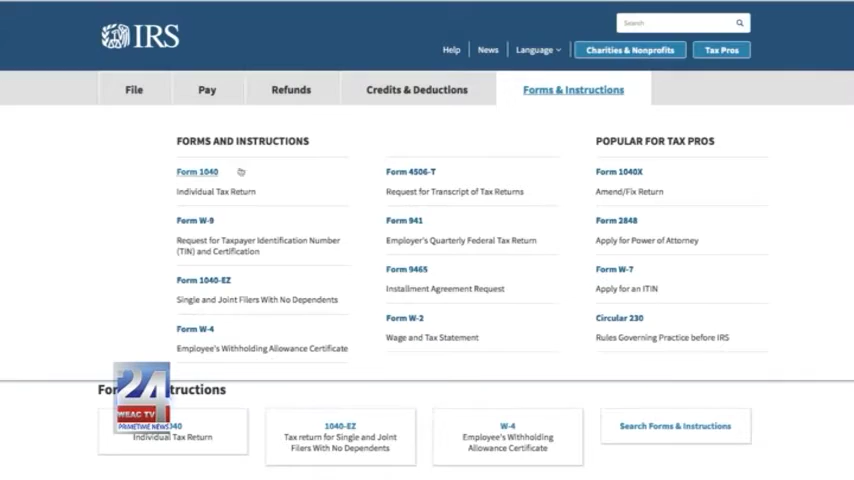 IRS
Search
Help
News
Language
Charities & Nonprofits
Tax Pros
File
Pay
Refunds
Credits & Deductions
Forms & Instructions
FORMS AND INSTRUCTIONS
Form 1040
Individual Tax Return
Form W-9
Request for Taxpayer Identification Number
(TIN) and Certification
Form 1040-EZ
Single and Joint Filers With No Dependents
Form W-4
Employee's Withholding Allowance Certificate
Form 4506-T
Request for Transcript of Tax Returns
Form 941
Employer's Quarterly Federal Tax Return
Form 9465
Installment Agreement Request
Form W-2
Wage and Tax Statement
POPULAR FOR TAX PROS
Form 1040X
Amend/Fix Return
Form 2848
Apply for Power of Attorney
Form W-7
Apply for an ITIN
Circular 230
Rules Governing Practice before IRS
24
WEAC TV
PRIMETIME NEWS
Individual Tax Return
1040-EZ
Tax return for Single and Joint
Filers With No Dependents
W-4
Employee's Withholding
Allowance Certificate
Search Forms & Instructions